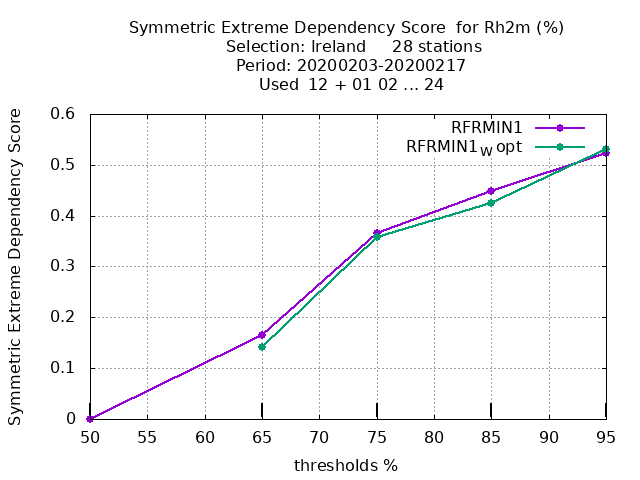 Symmetric Extreme Dependency Score  for Rh2m (%)
Selection: Ireland     28 stations
Period: 20200203-20200217
Used  12 + 01 02 ... 24
Symmetric Extreme Dependency Score
0.6
0.5
0.4
0.3
0.2
0.1
0
RFRMIN1
RFRMIN1W opt
50 55 60 65 70 75 80 85 90 95
thresholds %